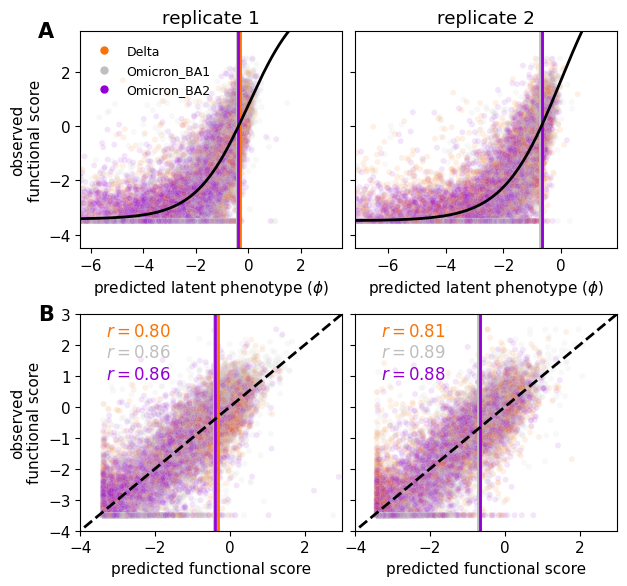 replicate 1
replicate 2
A
Delta
Omicron_BA1
Omicron_BA2
observed
functional score
2
0
−2
−4
−6
−4
−2
0
2
−6
−4
−2
0
predicted latent phenotype (ϕ)
predicted latent phenotype (ϕ)
B
r = 0.80
r = 0.86
r = 0.86
r = 0.81
r = 0.89
r = 0.88
observed
functional score
3
2
1
0
−1
−2
−3
−4
−4
−2
0
2
−4
−2
0
2
predicted functional score
predicted functional score